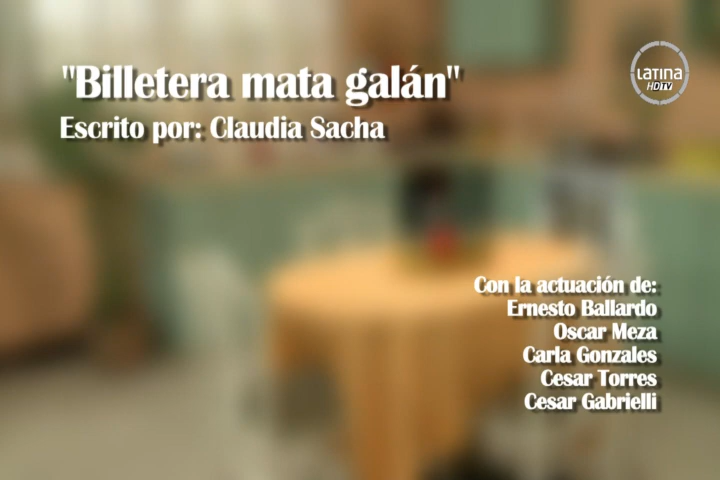 "Billetera mata galán"
Escrito por: Claudia Sacha
LATINA
HDTV
Con la actuación de:
Ernesto Ballardo
Oscar Meza
Carla Gonzales
Cesar Torres
Cesar Gabrielli